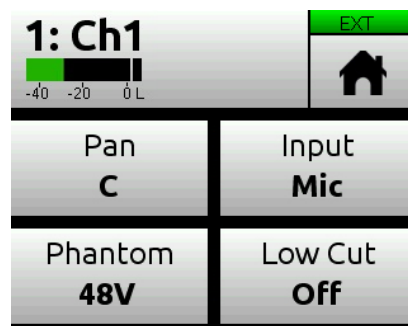 1: Ch1
EXT
-40 -20 0 L
Pan
C
Input
Mic
Phantom
48V
Low Cut
Off